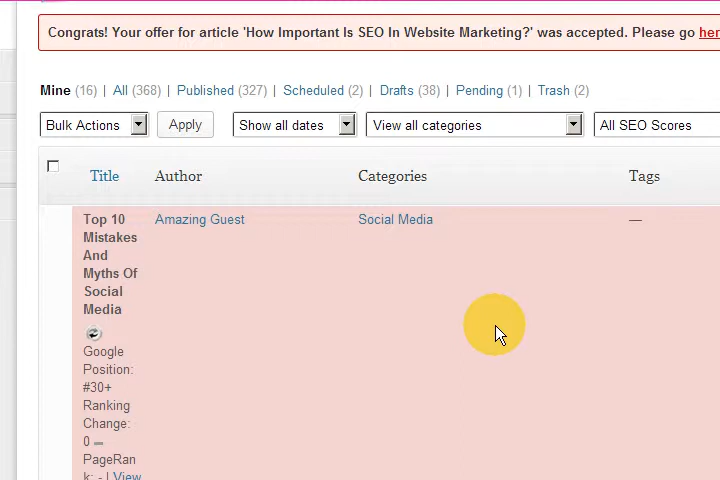 Congrats! Your offer for article 'How Important Is SEO In Website Marketing?' was accepted. Please go
Mine (16) | All (368) | Published (327) | Scheduled (2) | Drafts (38) | Pending (1) | Trash (2)
Bulk Actions Apply Show all dates View all categories All SEO Scores
Title Author Categories Tags
Top 10 Amazing Guest Social Media —
Mistakes
And
Myths Of
Social
Media
Google
Position:
#30+
Ranking
Change:
0
PageRan
k: - | View